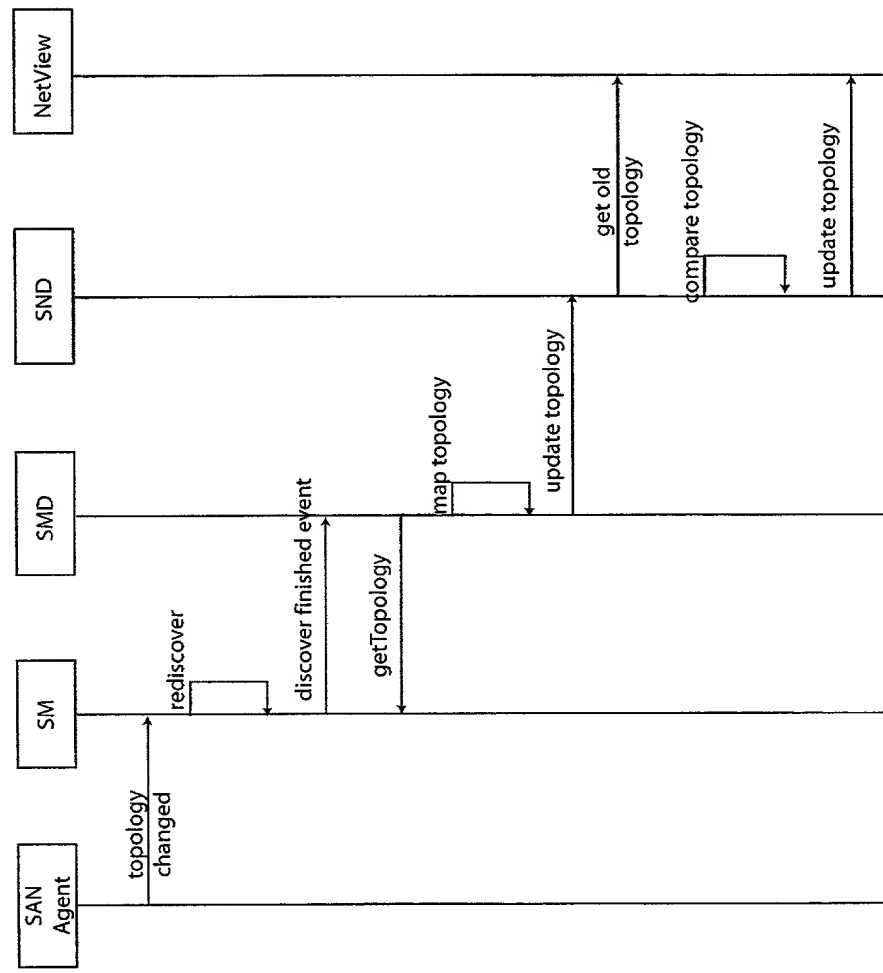 SAN
Agent
SM
SMD
SND
NetView
topology
changed
rediscover
discover finished event
getTopology
map topology
update topology
get old
topology
compare topology
update topology